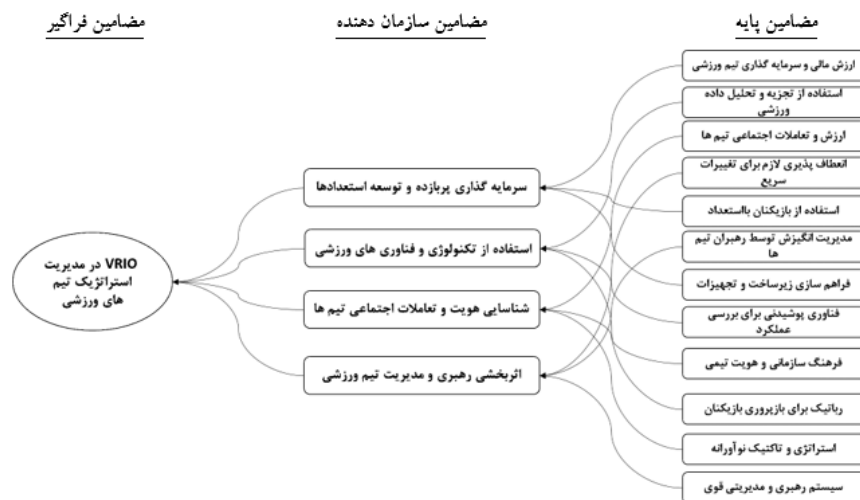 مضامین پایه
مضامین سازمان دهنده
مضامین فراگیر
ارزش مالی و سرمایه گذاری تیم ورزشی
استفاده از تجزیه و تحلیل داده
ورزشی
ارزش و تعاملات اجتماعی تیم ها
انعطاف پذیری لازم برای تغییرات
سریع
استفاده از بازیکنان بااستعداد
مدیریت انگیزش توسط رهبران تیم
ها
فراهم سازی زیرساخت و تجهیزات
فناوری پوشیدنی برای بررسی
عملکرد
فرهنگ سازمانی و هویت تیمی
رباتیک برای بازپروری بازیکنان
استراتژی و تاکتیک نوآورانه
سیستم رهبری و مدیریتی قوی
سرمایه گذاری پربازده و توسعه استعدادها
استفاده از تکنولوژی و فناوری های ورزشی
شناسایی هویت و تعاملات اجتماعی تیم ها
اثربخشی رهبری و مدیریت تیم ورزشی
VRIO در مدیریت
استراتژیک تیم
های ورزشی